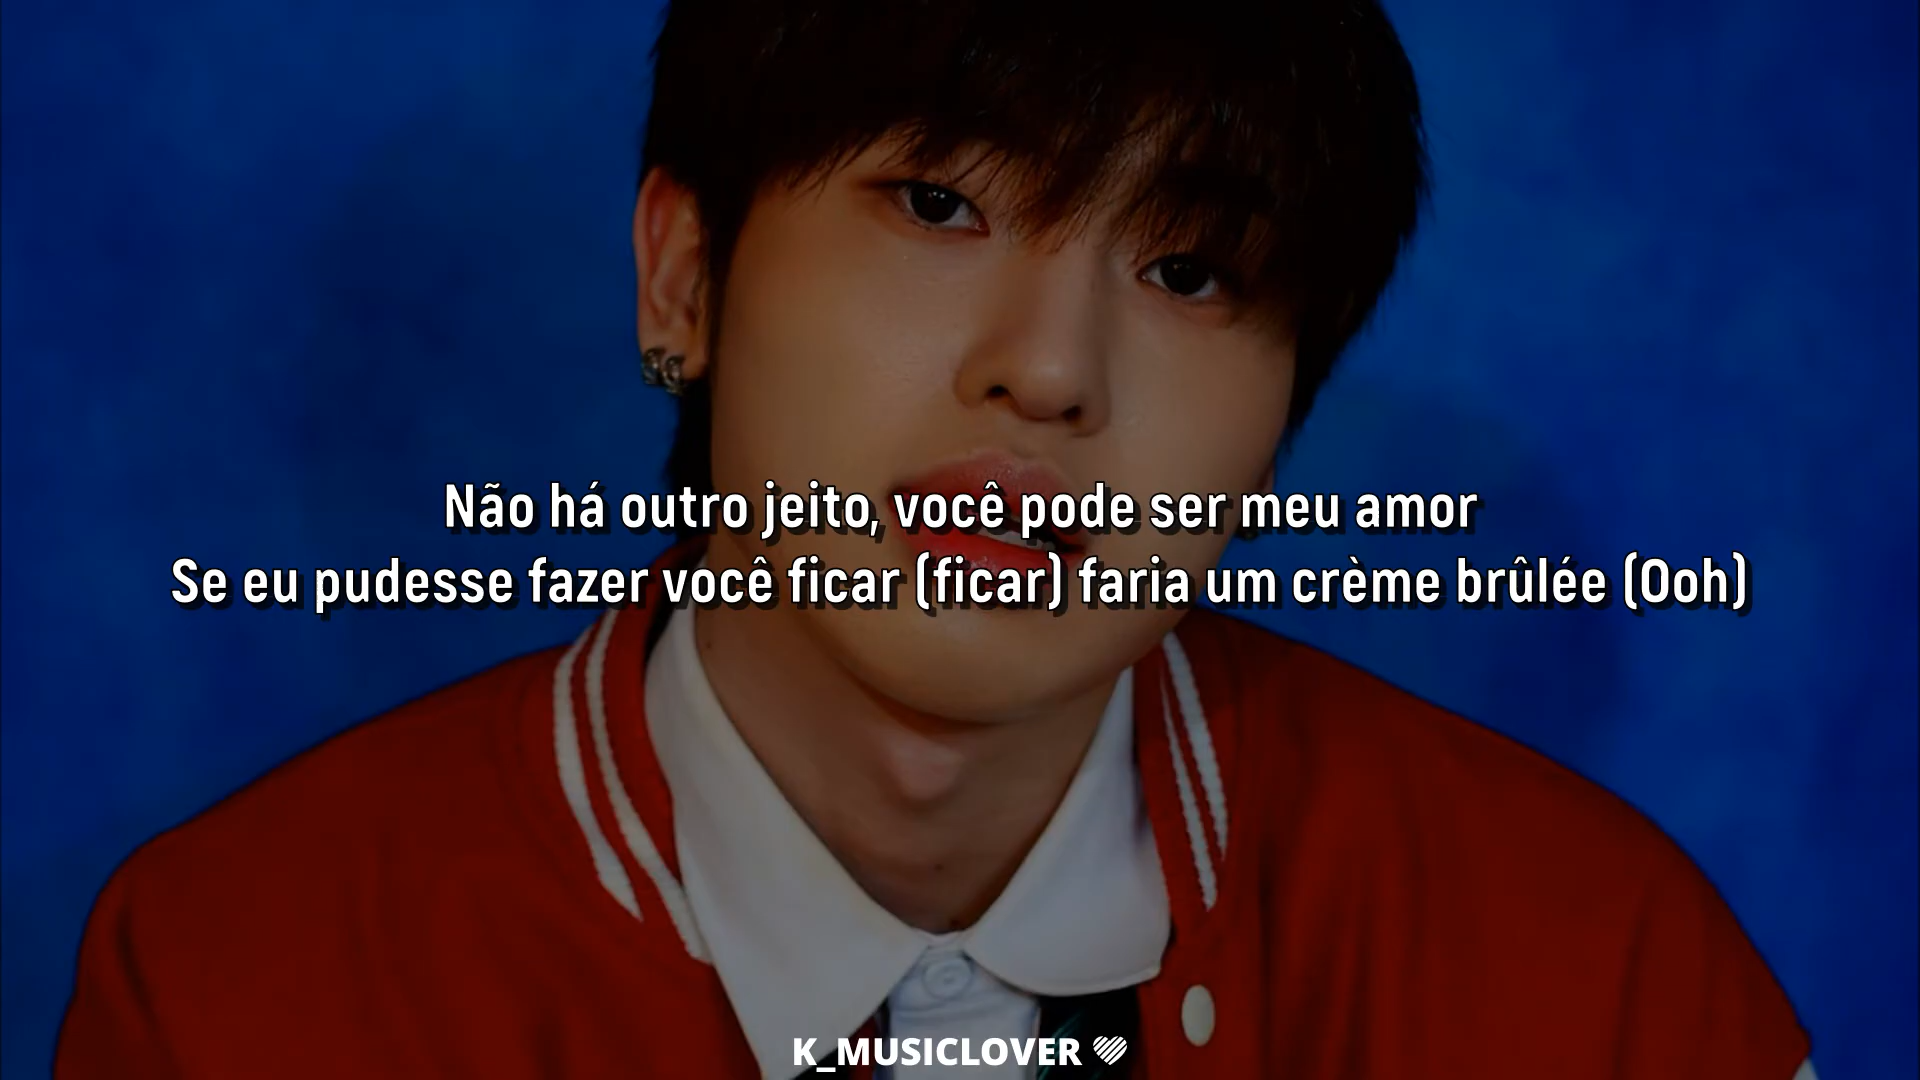 Não há outro jeito, você pode ser meu amor
Se eu pudesse fazer você ficar (ficar) faria um crème brûlée (Ooh)
K_MUSICLOVER